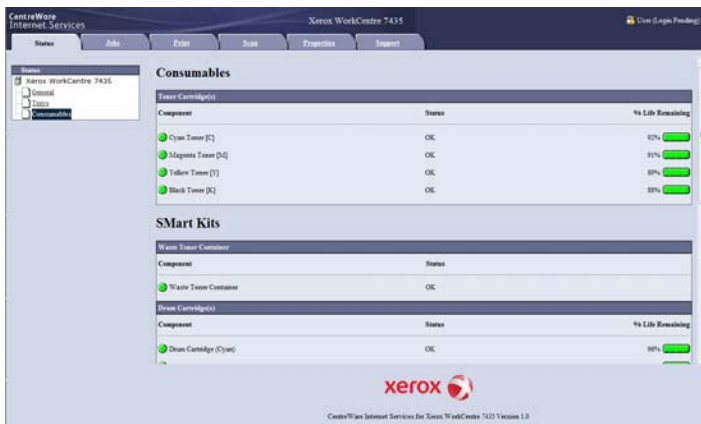 CentreWare
Internet Services
Xerox WorkCentre 7435
User (Login Pending)
Status Jobs Print Scan Properties Support
Status
Xerox WorkCentre 7435
General
Trays
Consumables
Consumables
Toner Cartridge(s)
Component Status % Life Remaining
Cyan Toner [C] OK 92%
Magenta Toner [M] OK 91%
Yellow Toner [Y] OK 89%
Black Toner [K] OK 88%
SMart Kits
Waste Toner Container
Component Status
Waste Toner Container OK
Drum Cartridge(s)
Component Status % Life Remaining
Drum Cartridge (Cyan) OK
xerox
CentreWare Internet Services for Xerox WorkCentre 7435 Version 1.0